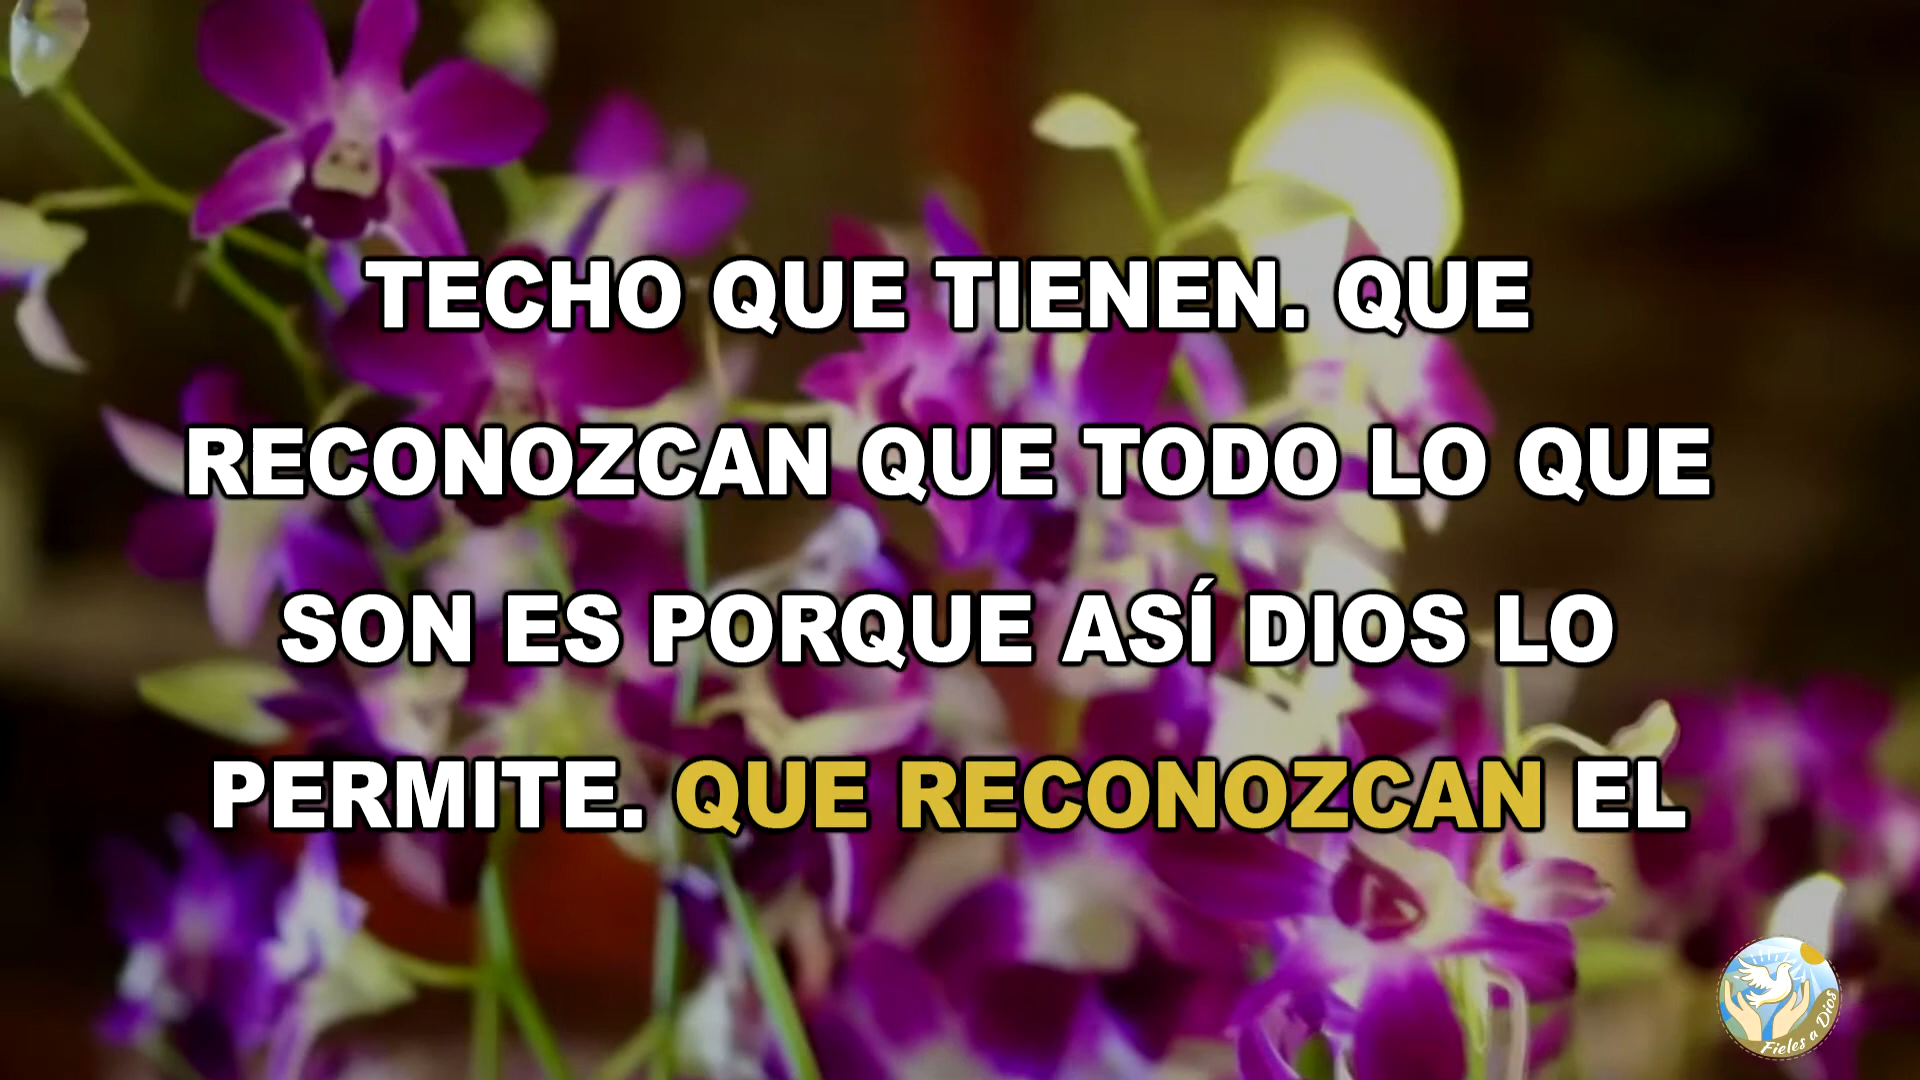 TECHO QUE TIENEN. QUE
RECONOZCAN QUE TODO LO QUE
SON ES PORQUE ASÍ DIOS LO
PERMITE. QUE RECONOZCAN EL
Fieles a Dios